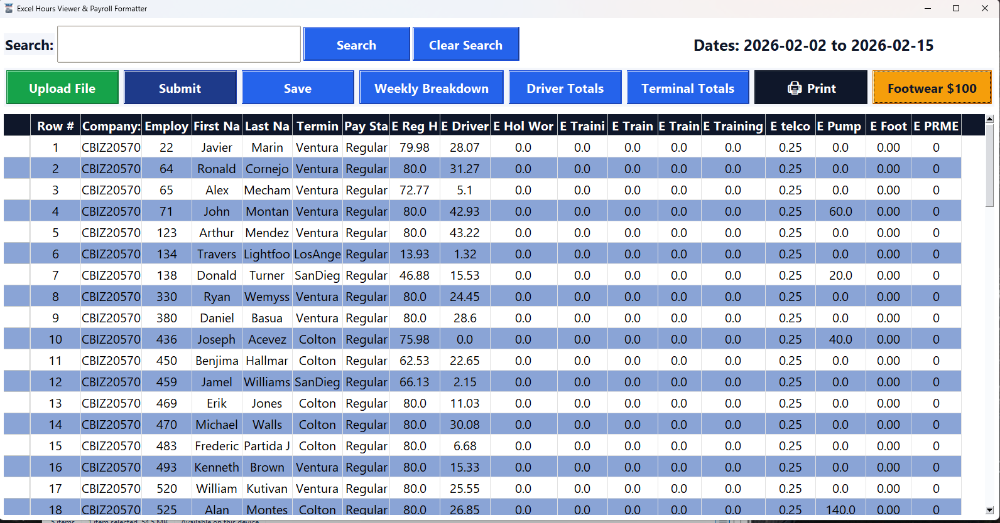 Excel Hours Viewer & Payroll Formatter
Search: Search Clear Search Dates: 2026-02-02 to 2026-02-15
Upload File Submit Save Weekly Breakdown Driver Totals Terminal Totals Print Footwear $100
Row # Company: Employ First Na Last Na Termin Pay Sta E Reg H E Driver E Hol Wor E Traini E Train E Train E Training E telco E Pump E Foot E PRME
1 CBIZ20570 22 Javier Marin Ventura Regular 79.98 28.07 0.0 0.0 0.0 0.0 0.0 0.25 0.0 0.00 0
2 CBIZ20570 64 Ronald Cornejo Ventura Regular 80.0 31.27 0.0 0.0 0.0 0.0 0.0 0.25 0.0 0.00 0
3 CBIZ20570 65 Alex Mecham Ventura Regular 72.77 5.1 0.0 0.0 0.0 0.0 0.0 0.25 0.0 0.00 0
4 CBIZ20570 71 John Montan Ventura Regular 80.0 42.93 0.0 0.0 0.0 0.0 0.0 0.25 60.0 0.00 0
5 CBIZ20570 123 Arthur Mendez Ventura Regular 80.0 43.22 0.0 0.0 0.0 0.0 0.0 0.25 0.0 0.00 0
6 CBIZ20570 134 Travers Lightfoo LosAnge Regular 13.93 1.32 0.0 0.0 0.0 0.0 0.0 0.25 0.0 0.00 0
7 CBIZ20570 138 Donald Turner SanDieg Regular 46.88 15.53 0.0 0.0 0.0 0.0 0.0 0.25 20.0 0.00 0
8 CBIZ20570 330 Ryan Wemyss Ventura Regular 80.0 24.45 0.0 0.0 0.0 0.0 0.0 0.25 0.0 0.00 0
9 CBIZ20570 380 Daniel Basua Ventura Regular 80.0 28.6 0.0 0.0 0.0 0.0 0.0 0.25 0.0 0.00 0
10 CBIZ20570 436 Joseph Acevez Colton Regular 75.98 0.0 0.0 0.0 0.0 0.0 0.0 0.25 40.0 0.00 0
11 CBIZ20570 450 Benjima Hallmar Colton Regular 62.53 22.65 0.0 0.0 0.0 0.0 0.0 0.25 0.0 0.00 0
12 CBIZ20570 459 Jamel Williams SanDieg Regular 66.13 2.15 0.0 0.0 0.0 0.0 0.0 0.25 0.0 0.00 0
13 CBIZ20570 469 Erik Jones Colton Regular 80.0 11.03 0.0 0.0 0.0 0.0 0.0 0.25 0.0 0.00 0
14 CBIZ20570 470 Michael Walls Colton Regular 80.0 30.08 0.0 0.0 0.0 0.0 0.0 0.25 0.0 0.00 0
15 CBIZ20570 483 Frederic Partida J Colton Regular 80.0 6.68 0.0 0.0 0.0 0.0 0.0 0.25 0.0 0.00 0
16 CBIZ20570 493 Kenneth Brown Ventura Regular 80.0 15.33 0.0 0.0 0.0 0.0 0.0 0.25 0.0 0.00 0
17 CBIZ20570 520 William Kutivan Ventura Regular 80.0 25.55 0.0 0.0 0.0 0.0 0.0 0.25 0.0 0.00 0
18 CBIZ20570 525 Alan Montes Colton Regular 80.0 26.85 0.0 0.0 0.0 0.0 0.0 0.25 140.0 0.00 0
5 items 1 item selected 54.5 MB Available on this device